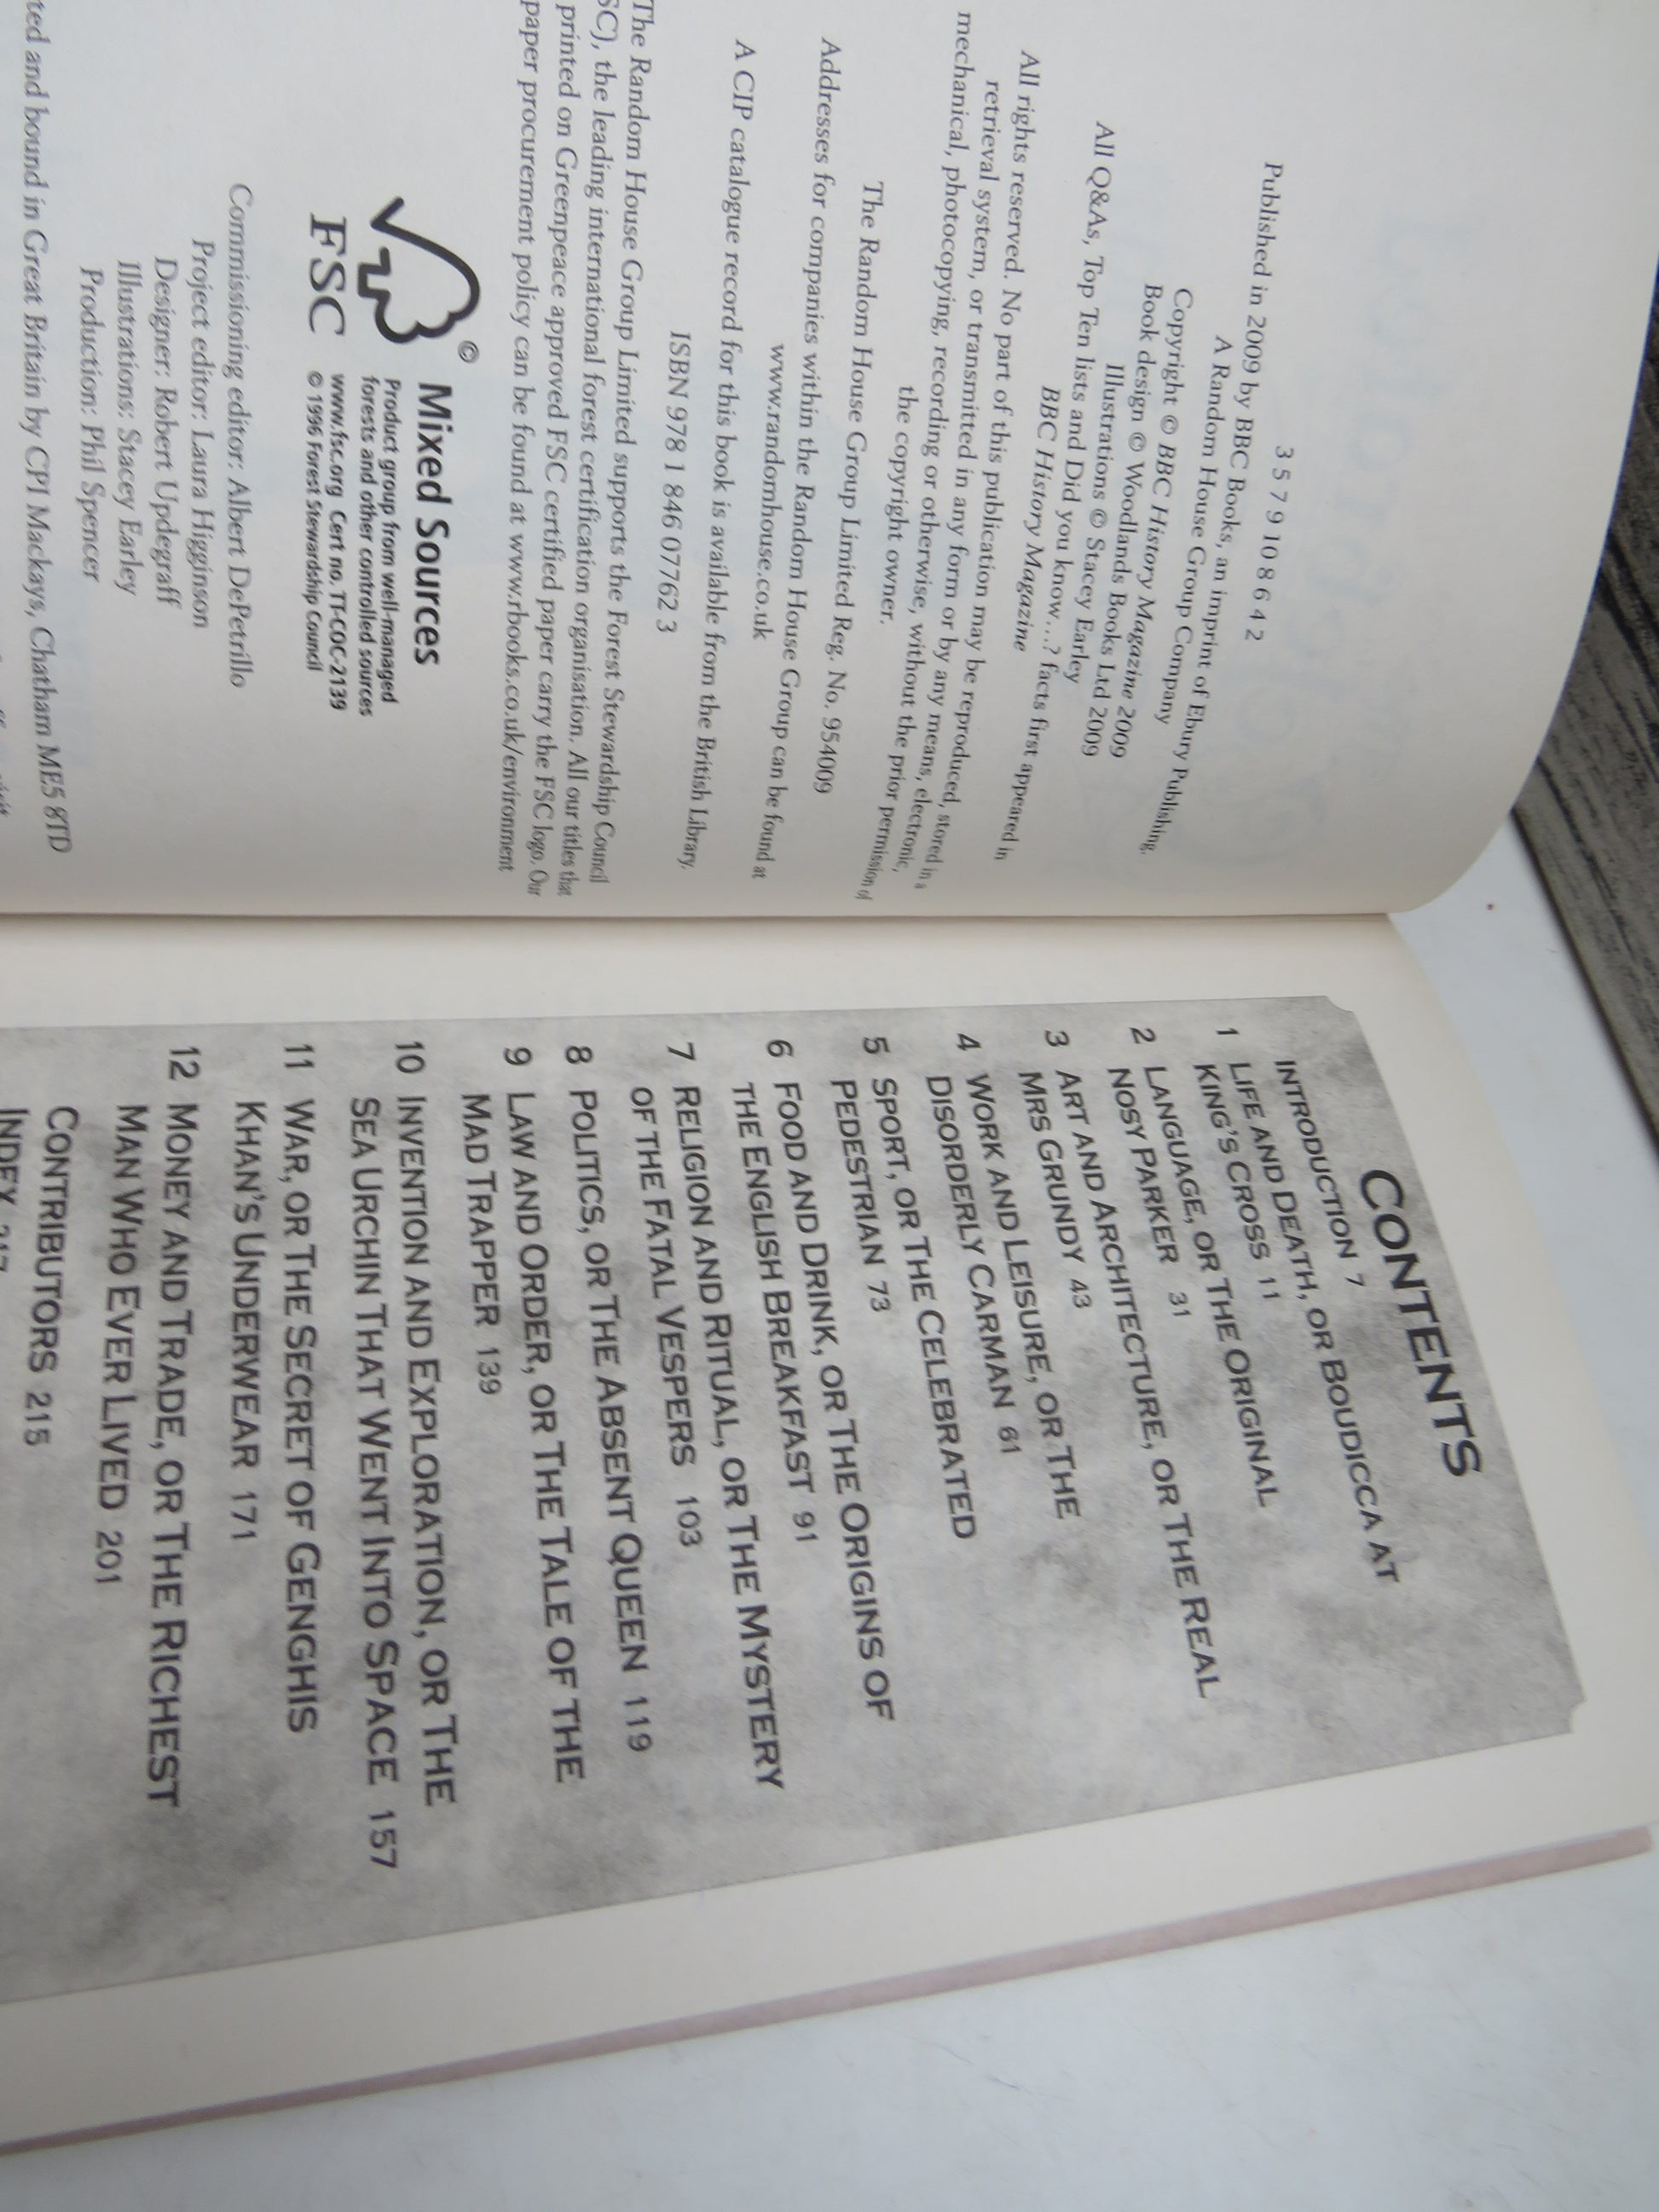 3 5 7 9 10 8 6 4 2
Published in 2009 by BBC Books, an imprint of Ebury Publishing.
A Random House Group Company
Copyright © BBC History Magazine 2009
Book design © Woodlands Books Ltd 2009
Illustrations © Stacey Earley
All Q&As, Top Ten lists and Did you know...? facts first appeared in
BBC History Magazine
All rights reserved. No part of this publication may be reproduced, stored in a
retrieval system, or transmitted in any form or by any means, electronic,
mechanical, photocopying, recording or otherwise, without the prior permission of
the copyright owner.
The Random House Group Limited Reg. No. 954009
Addresses for companies within the Random House Group can be found at
www.randomhouse.co.uk
A CIP catalogue record for this book is available from the British Library.
ISBN 978 1 846 07762 3
The Random House Group Limited supports the Forest Stewardship Council
SC), the leading international forest certification organisation. All our titles that
printed on Greenpeace approved FSC certified paper carry the FSC logo. Our
paper procurement policy can be found at www.rbooks.co.uk/environment
©
FSC
Mixed Sources
Product group from well-managed
forests and other controlled sources
www.fsc.org Cert no. TT-COC-2139
© 1996 Forest Stewardship Council
Commissioning editor: Albert DePetrillo
Project editor: Laura Higginson
Designer: Robert Updegraff
Illustrations: Stacey Earley
Production: Phil Spencer
ted and bound in Great Britain by CPI Mackays, Chatham ME5 8TD
CONTENTS
INTRODUCTION 7
1 LIFE AND DEATH, OR BOUDICCA AT
KING'S CROSS 11
2 LANGUAGE, OR THE ORIGINAL
NOSY PARKER 31
3 ART AND ARCHITECTURE, OR THE REAL
MRS GRUNDY 43
4 WORK AND LEISURE, OR THE
DISORDERLY CARMAN 61
5 SPORT, OR THE CELEBRATED
PEDESTRIAN 73
6 FOOD AND DRINK, OR THE ORIGINS OF
THE ENGLISH BREAKFAST 91
7 RELIGION AND RITUAL, OR THE MYSTERY
OF THE FATAL VESPERS 103
8 POLITICS, OR THE ABSENT QUEEN 119
9 LAW AND ORDER, OR THE TALE OF THE
MAD TRAPPER 139
10 INVENTION AND EXPLORATION, OR THE
SEA URCHIN THAT WENT INTO SPACE 157
11 WAR, OR THE SECRET OF GENGHIS
KHAN'S UNDERWEAR 171
12 MONEY AND TRADE, OR THE RICHEST
MAN WHO EVER LIVED 201
CONTRIBUTORS 215
INDEX